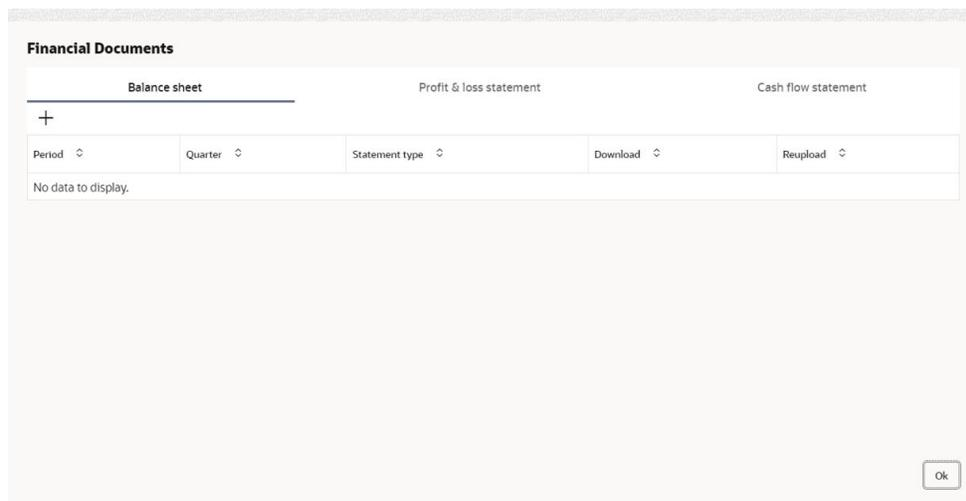 Financial Documents
Balance sheet Profit & loss statement Cash flow statement
Period Quarter Statement type Download Reupload
No data to display.
Ok